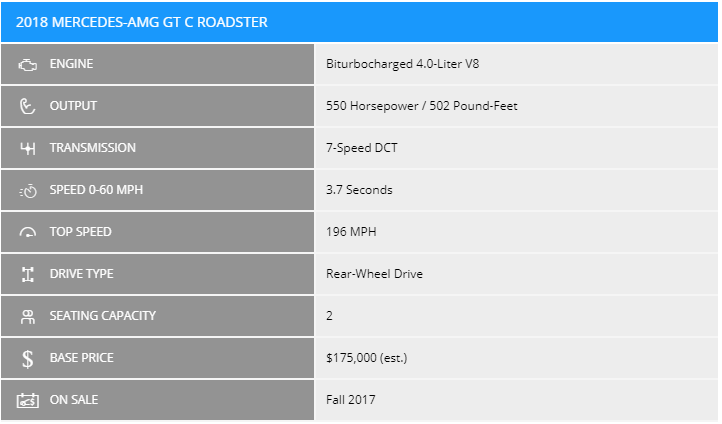 2018 MERCEDES-AMG GT C ROADSTER
ENGINE Biturbocharged 4.0-Liter V8
OUTPUT 550 Horsepower / 502 Pound-Feet
TRANSMISSION 7-Speed DCT
SPEED 0-60 MPH 3.7 Seconds
TOP SPEED 196 MPH
DRIVE TYPE Rear-Wheel Drive
SEATING CAPACITY 2
$ BASE PRICE $175,000 (est.)
ON SALE Fall 2017